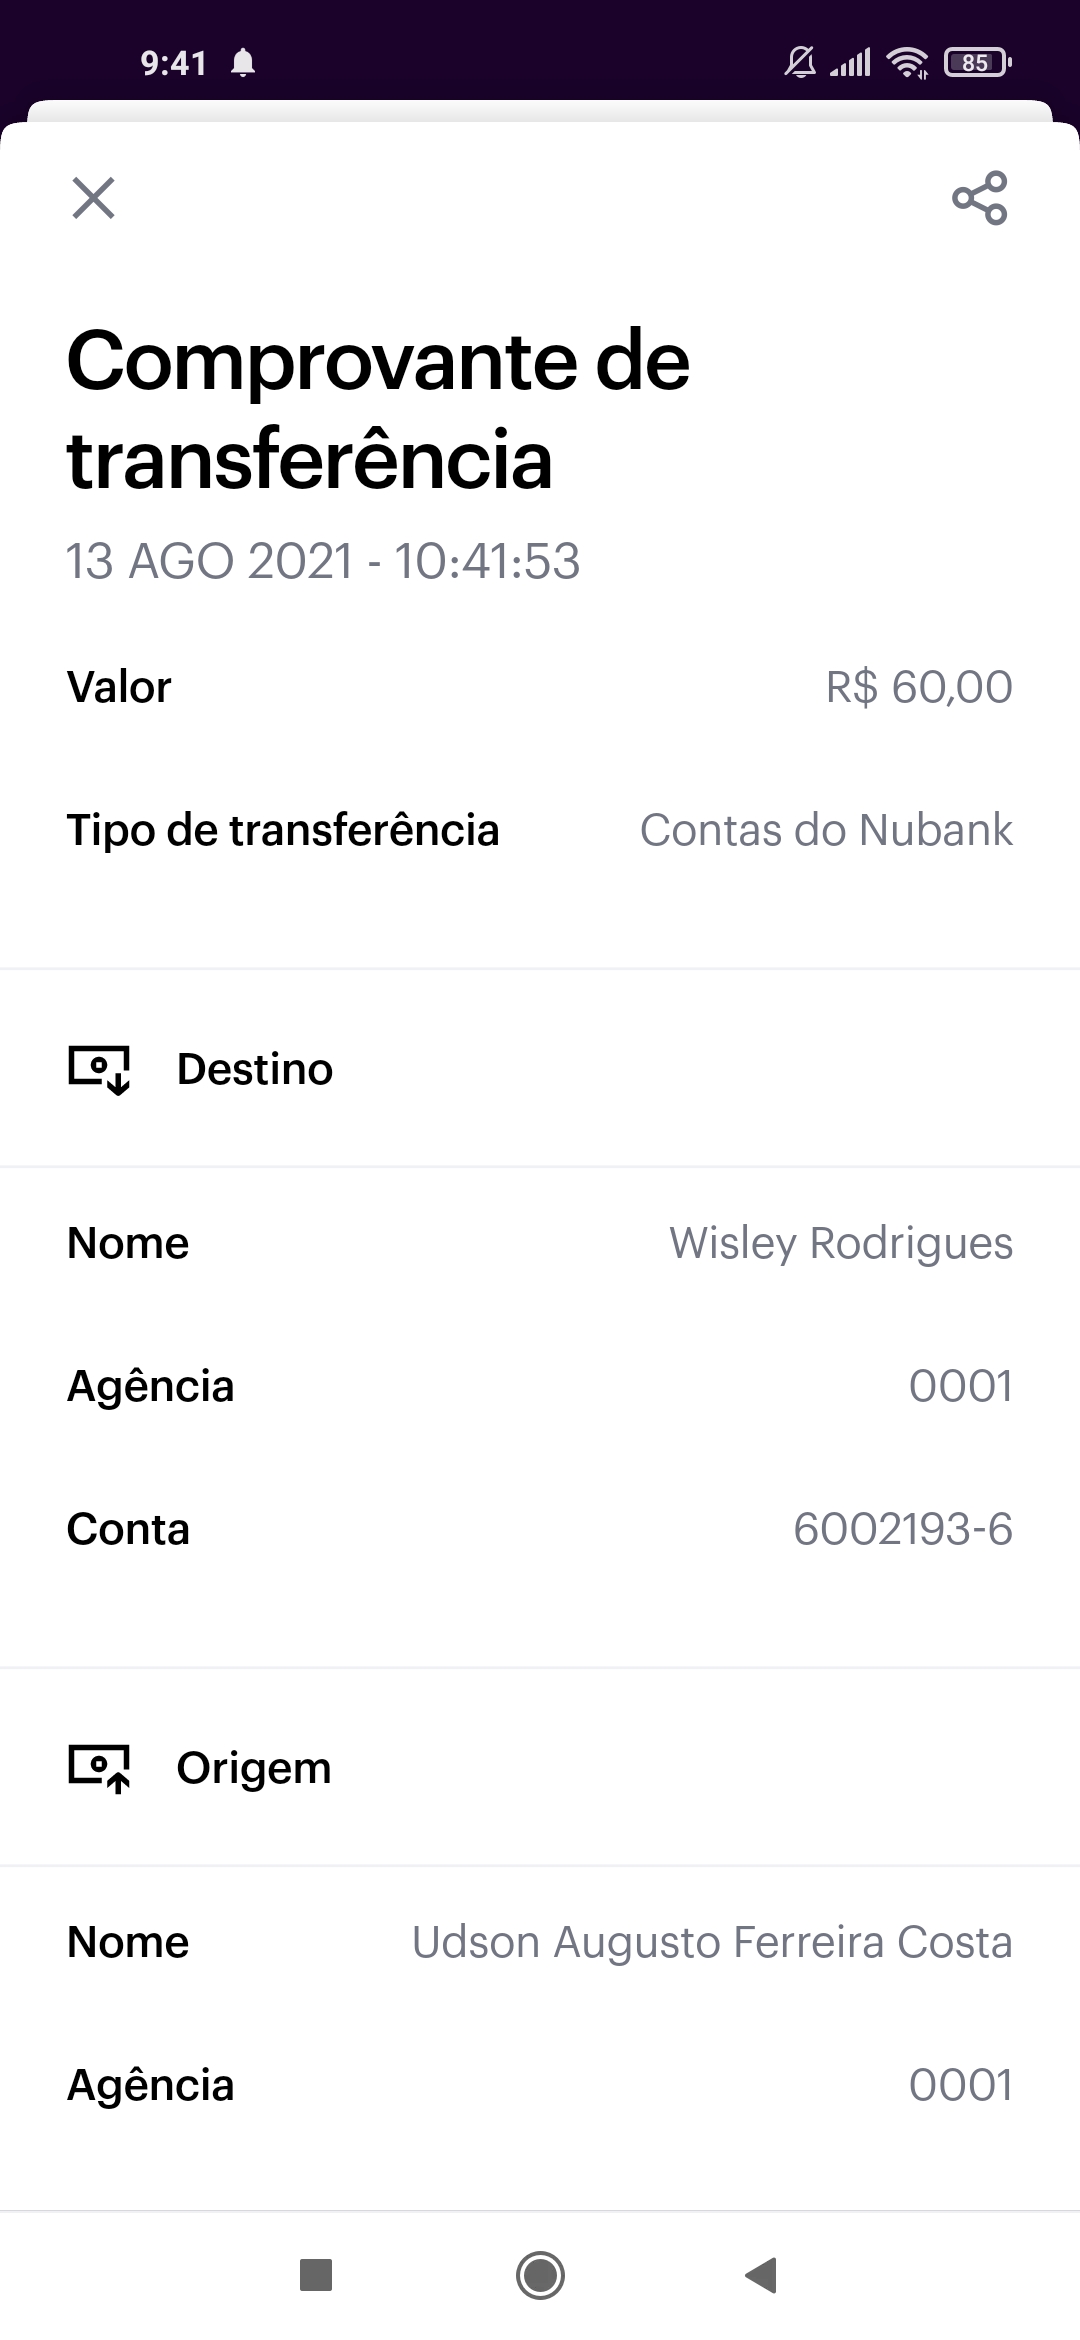 9:41
85
Comprovante de
transferência
13 AGO 2021 - 10:41:53
Valor R$ 60,00
Tipo de transferência Contas do Nubank
Destino
Nome Wisley Rodrigues
Agência 0001
Conta 6002193-6
Origem
Nome Udson Augusto Ferreira Costa
Agência 0001